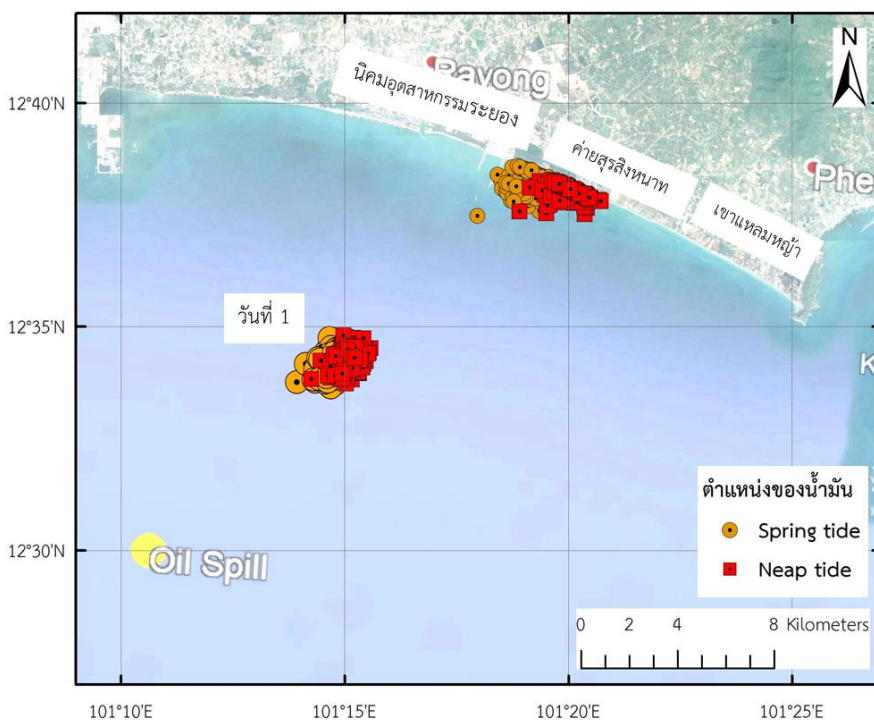 N
Rayong
นิคมอุตสาหกรรมระยอง
ค่ายสุรสิงหนาท
Phe
เขาแหลมหญ้า
วันที่ 1
K
Oil Spill
ตำแหน่งของน้ำมัน
Spring tide
Neap tide
0 2 4 8 Kilometers
12°40'N
12°35'N
12°30'N
101°10'E 101°15'E 101°20'E 101°25'E